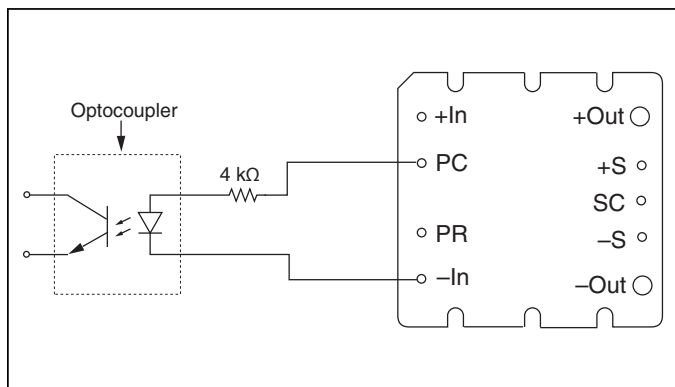 Optocoupler
4 kΩ
+In
PC
PR
–In
+Out
+S
SC
–S
–Out